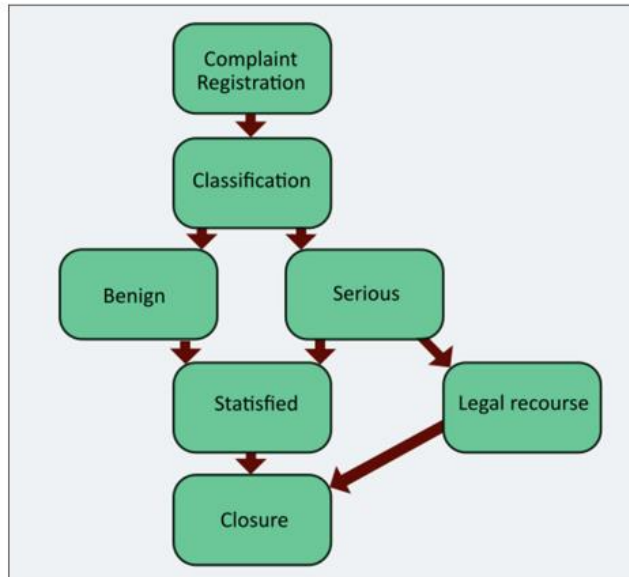 Complaint
Registration
Classification
Benign
Serious
Statisfied
Legal recourse
Closure